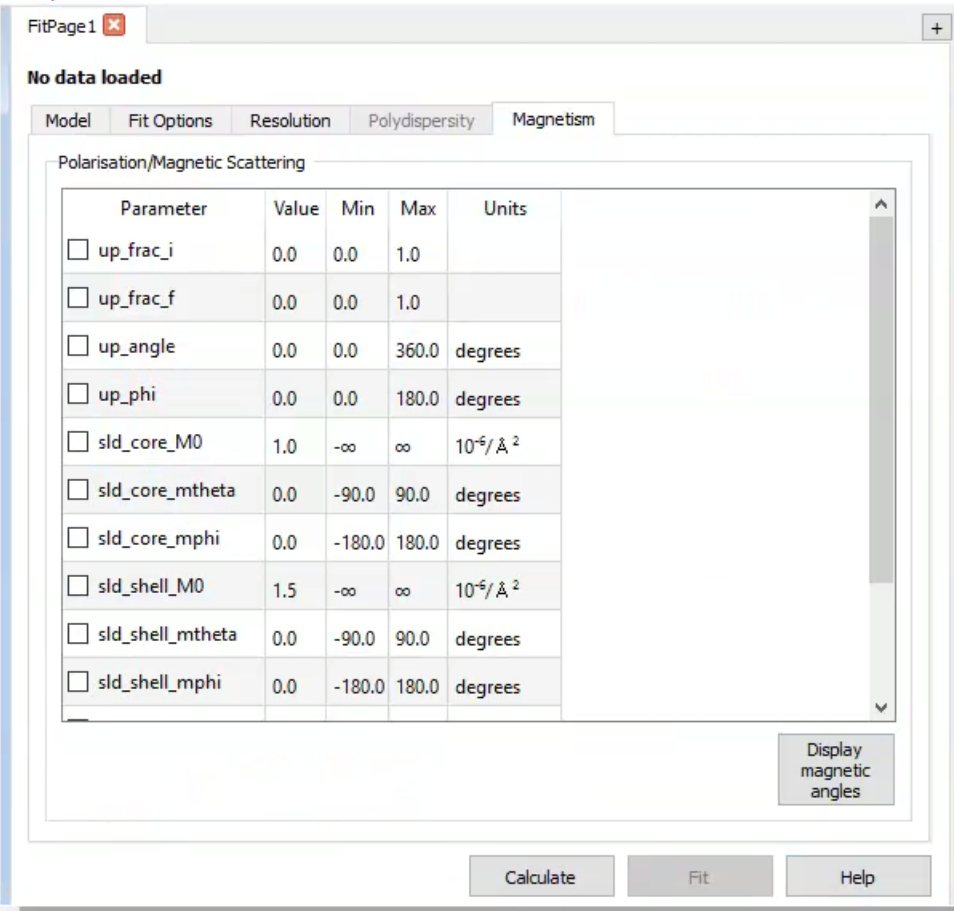 FitPage1
+
No data loaded
Model Fit Options Resolution Polydispersity Magnetism
Polarisation/Magnetic Scattering
Parameter Value Min Max Units
up_frac_i 0.0 0.0 1.0
up_frac_f 0.0 0.0 1.0
up_angle 0.0 0.0 360.0 degrees
up_phi 0.0 0.0 180.0 degrees
sld_core_M0 1.0 -∞ ∞ 10⁻⁶/Å²
sld_core_mtheta 0.0 -90.0 90.0 degrees
sld_core_mphi 0.0 -180.0 180.0 degrees
sld_shell_M0 1.5 -∞ ∞ 10⁻⁶/Å²
sld_shell_mtheta 0.0 -90.0 90.0 degrees
sld_shell_mphi 0.0 -180.0 180.0 degrees
Display
magnetic
angles
Calculate Fit Help